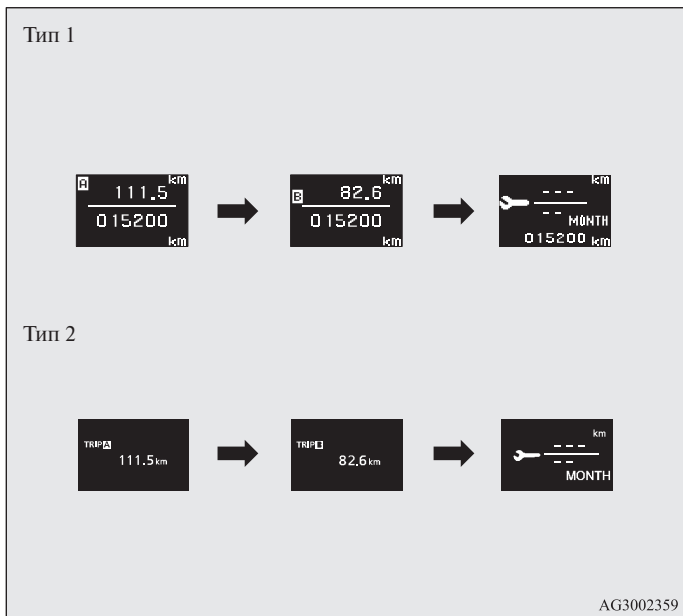 Тип 1
A km
111.5
015200
km
B km
82.6
015200
km
km
---
-- MONTH
015200 km
Тип 2
TRIP A
111.5 km
TRIP B
82.6 km
km
---
--
MONTH
AG3002359